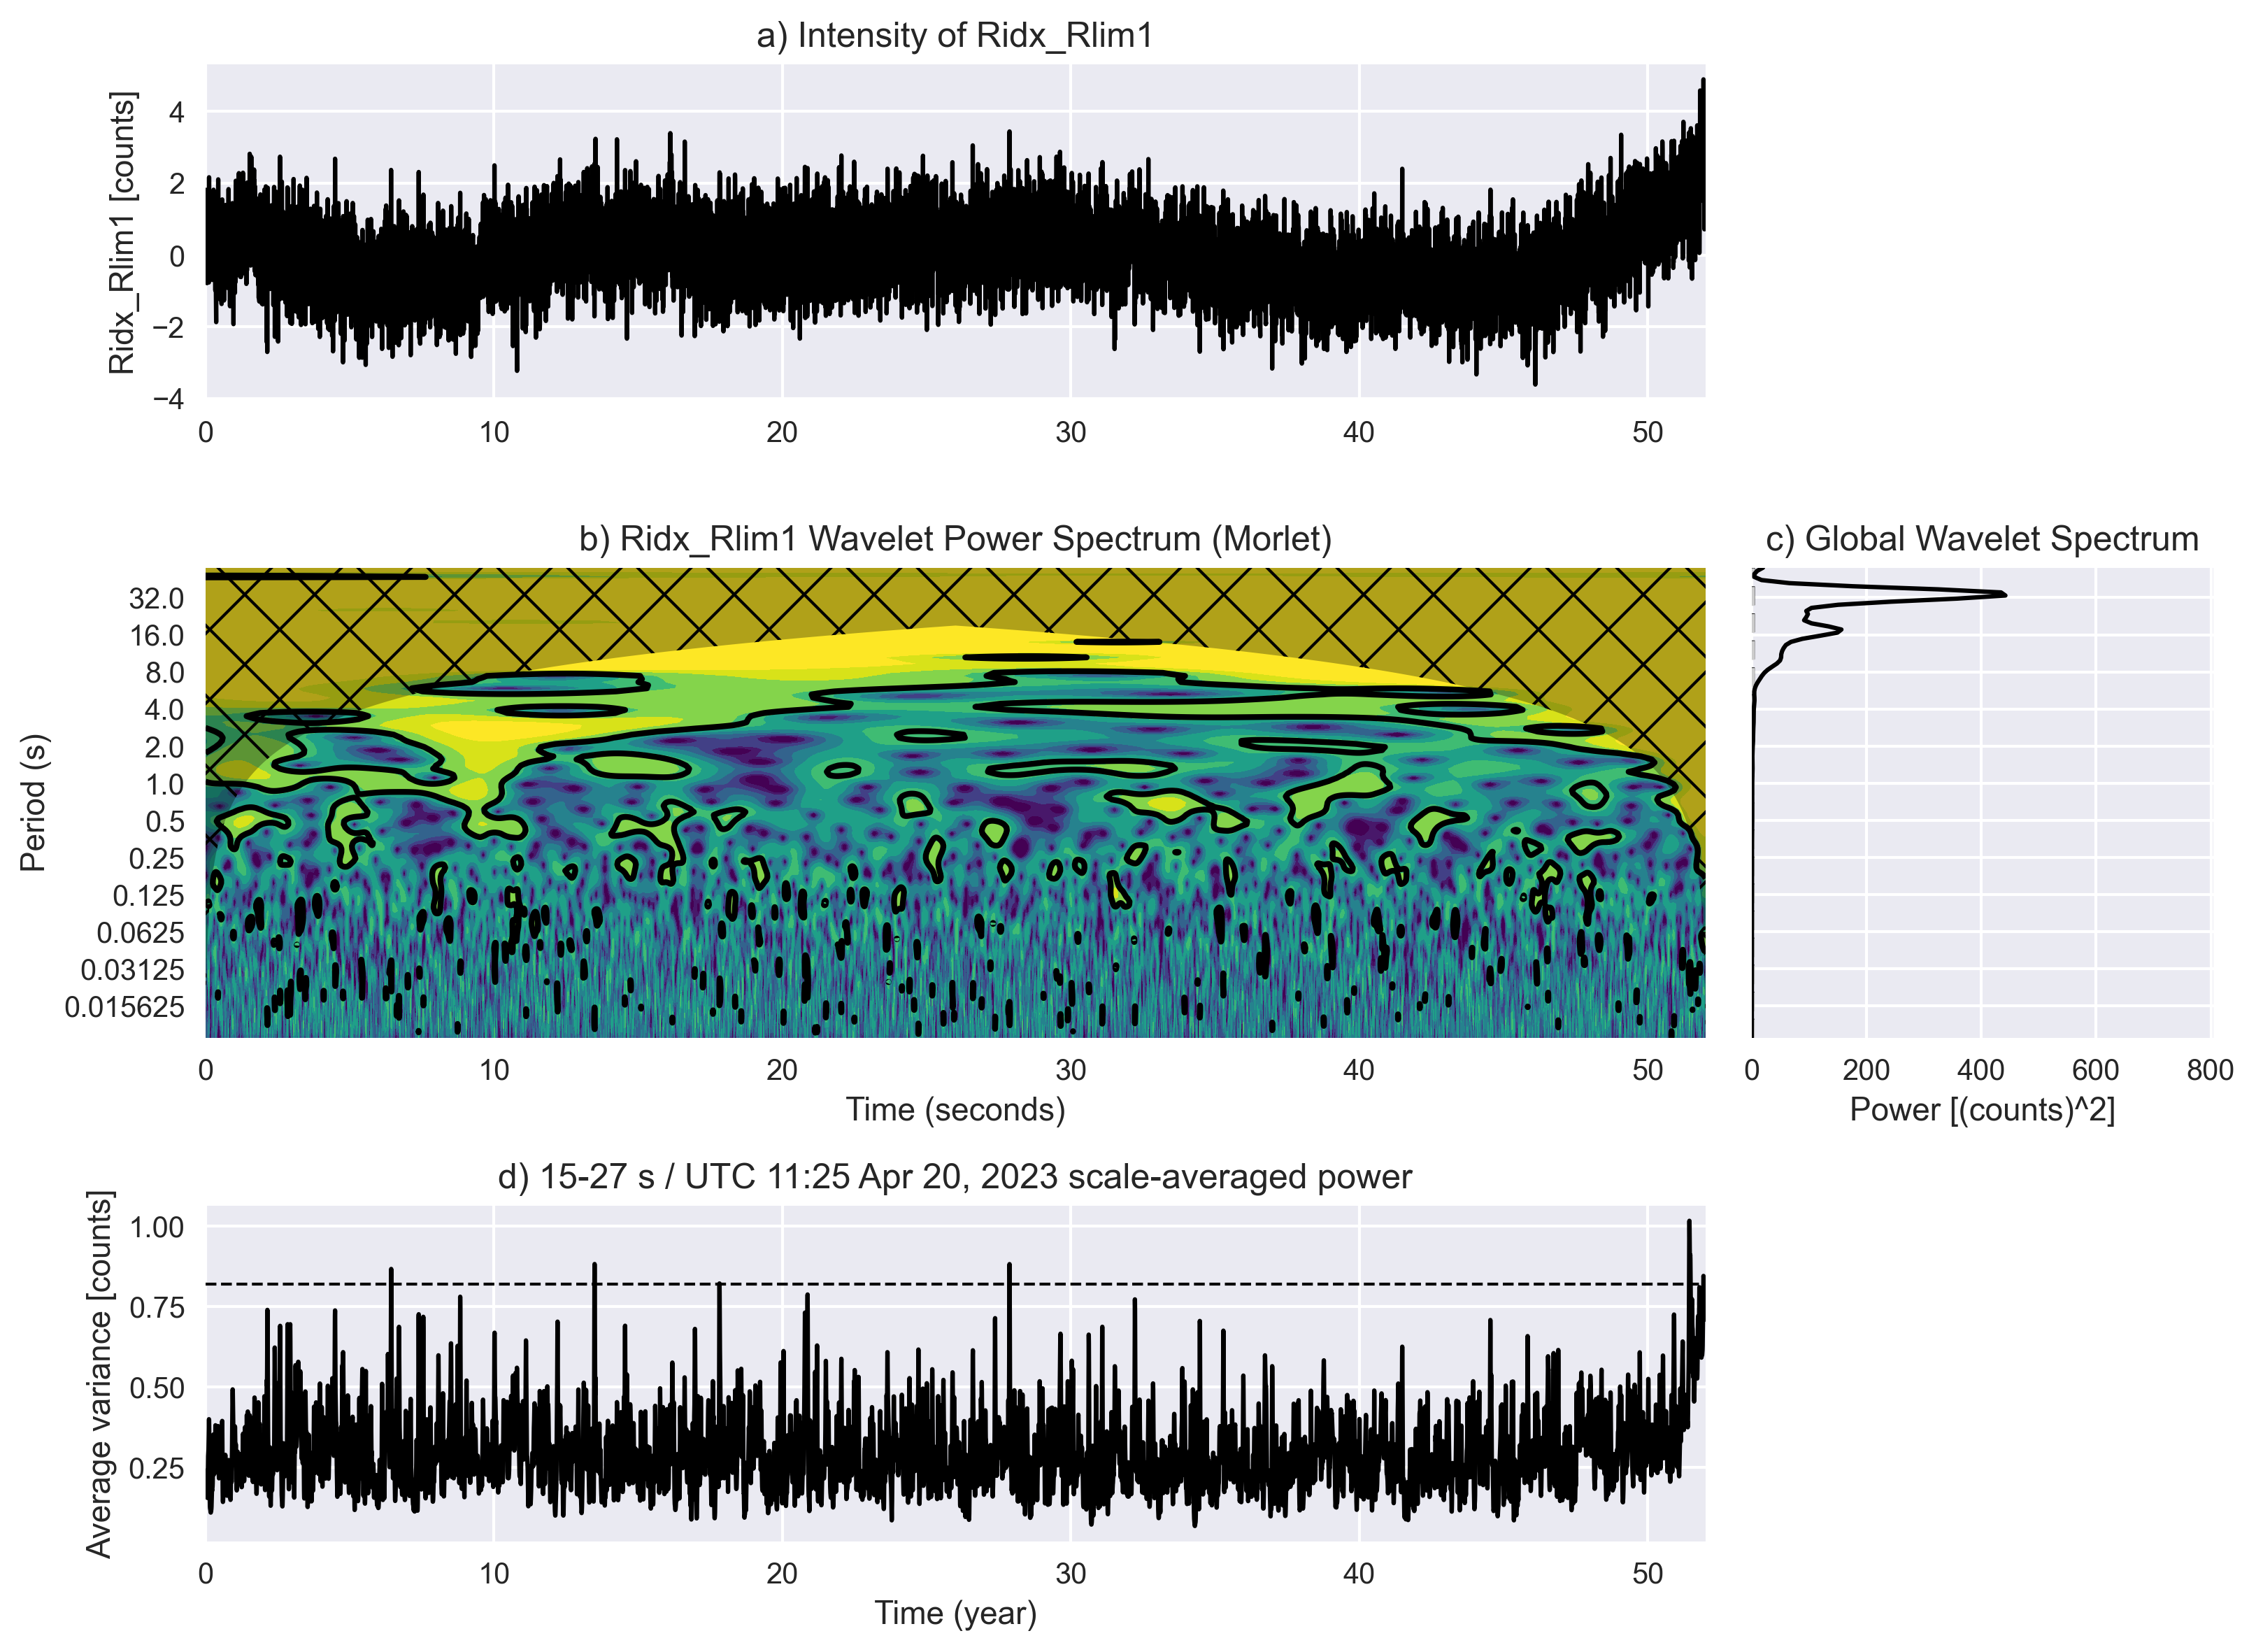 a) Intensity of Ridx_Rlim1
Ridx_Rlim1 [counts]
4
2
0
−2
−4
0 10 20 30 40 50
b) Ridx_Rlim1 Wavelet Power Spectrum (Morlet)
Period (s)
32.0
16.0
8.0
4.0
2.0
1.0
0.5
0.25
0.125
0.0625
0.03125
0.015625
0 10 20 30 40 50
Time (seconds)
c) Global Wavelet Spectrum
0 200 400 600 800
Power [(counts)^2]
d) 15-27 s / UTC 11:25 Apr 20, 2023 scale-averaged power
Average variance [counts]
1.00
0.75
0.50
0.25
0 10 20 30 40 50
Time (year)